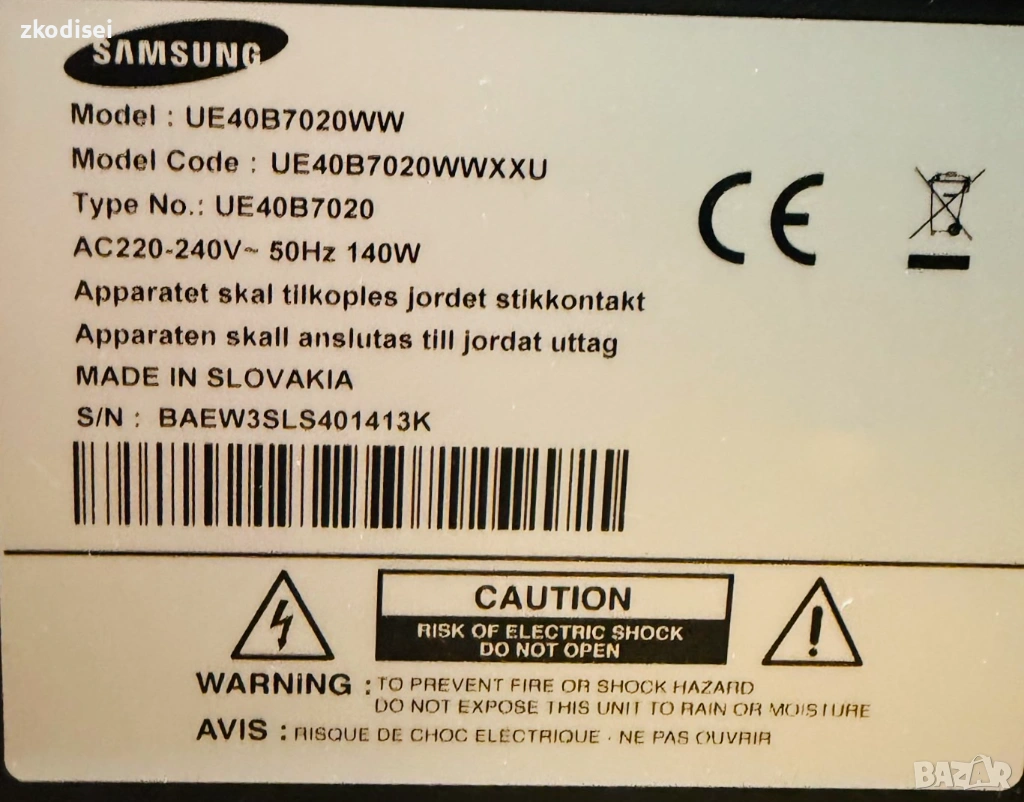 zkodisei
SAMSUNG
Model : UE40B7020WW
Model Code : UE40B7020WWXXU
Type No.: UE40B7020
AC220-240V~ 50Hz 140W
Apparatet skal tilkoples jordet stikkontakt
Apparaten skall anslutas till jordat uttag
MADE IN SLOVAKIA
S/N : BAEW3SLS401413K
CE
CAUTION
RISK OF ELECTRIC SHOCK
DO NOT OPEN
WARNING : TO PREVENT FIRE OR SHOCK HAZARD
DO NOT EXPOSE THIS UNIT TO RAIN OR MOISTURE
AVIS : RISQUE DE CHOC ELECTRIQUE · NE PAS OUVRIR
BAZAR